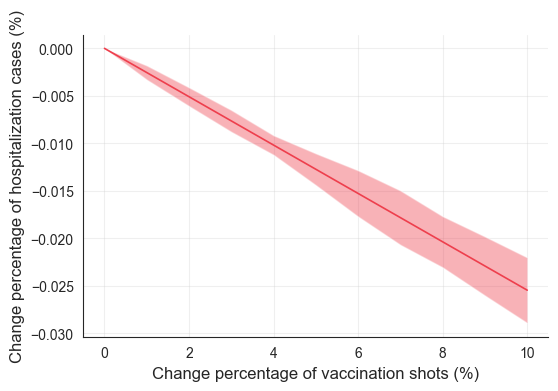 Change percentage of hospitalization cases (%)
0.000
−0.005
−0.010
−0.015
−0.020
−0.025
−0.030
0 2 4 6 8 10
Change percentage of vaccination shots (%)